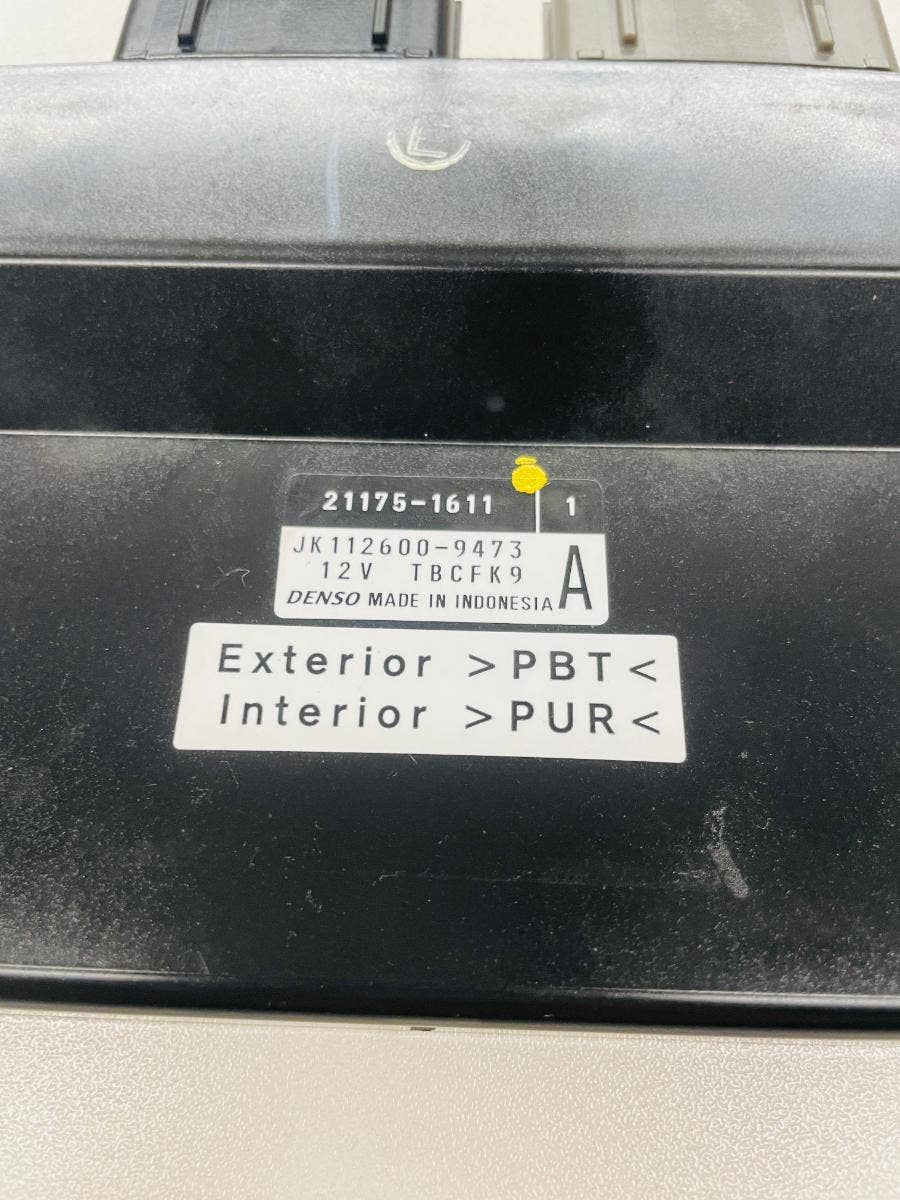 L
21175-1611 1
JK112600-9473
12V TBCFK9 A
DENSO MADE IN INDONESIA
Exterior >PBT<
Interior >PUR<